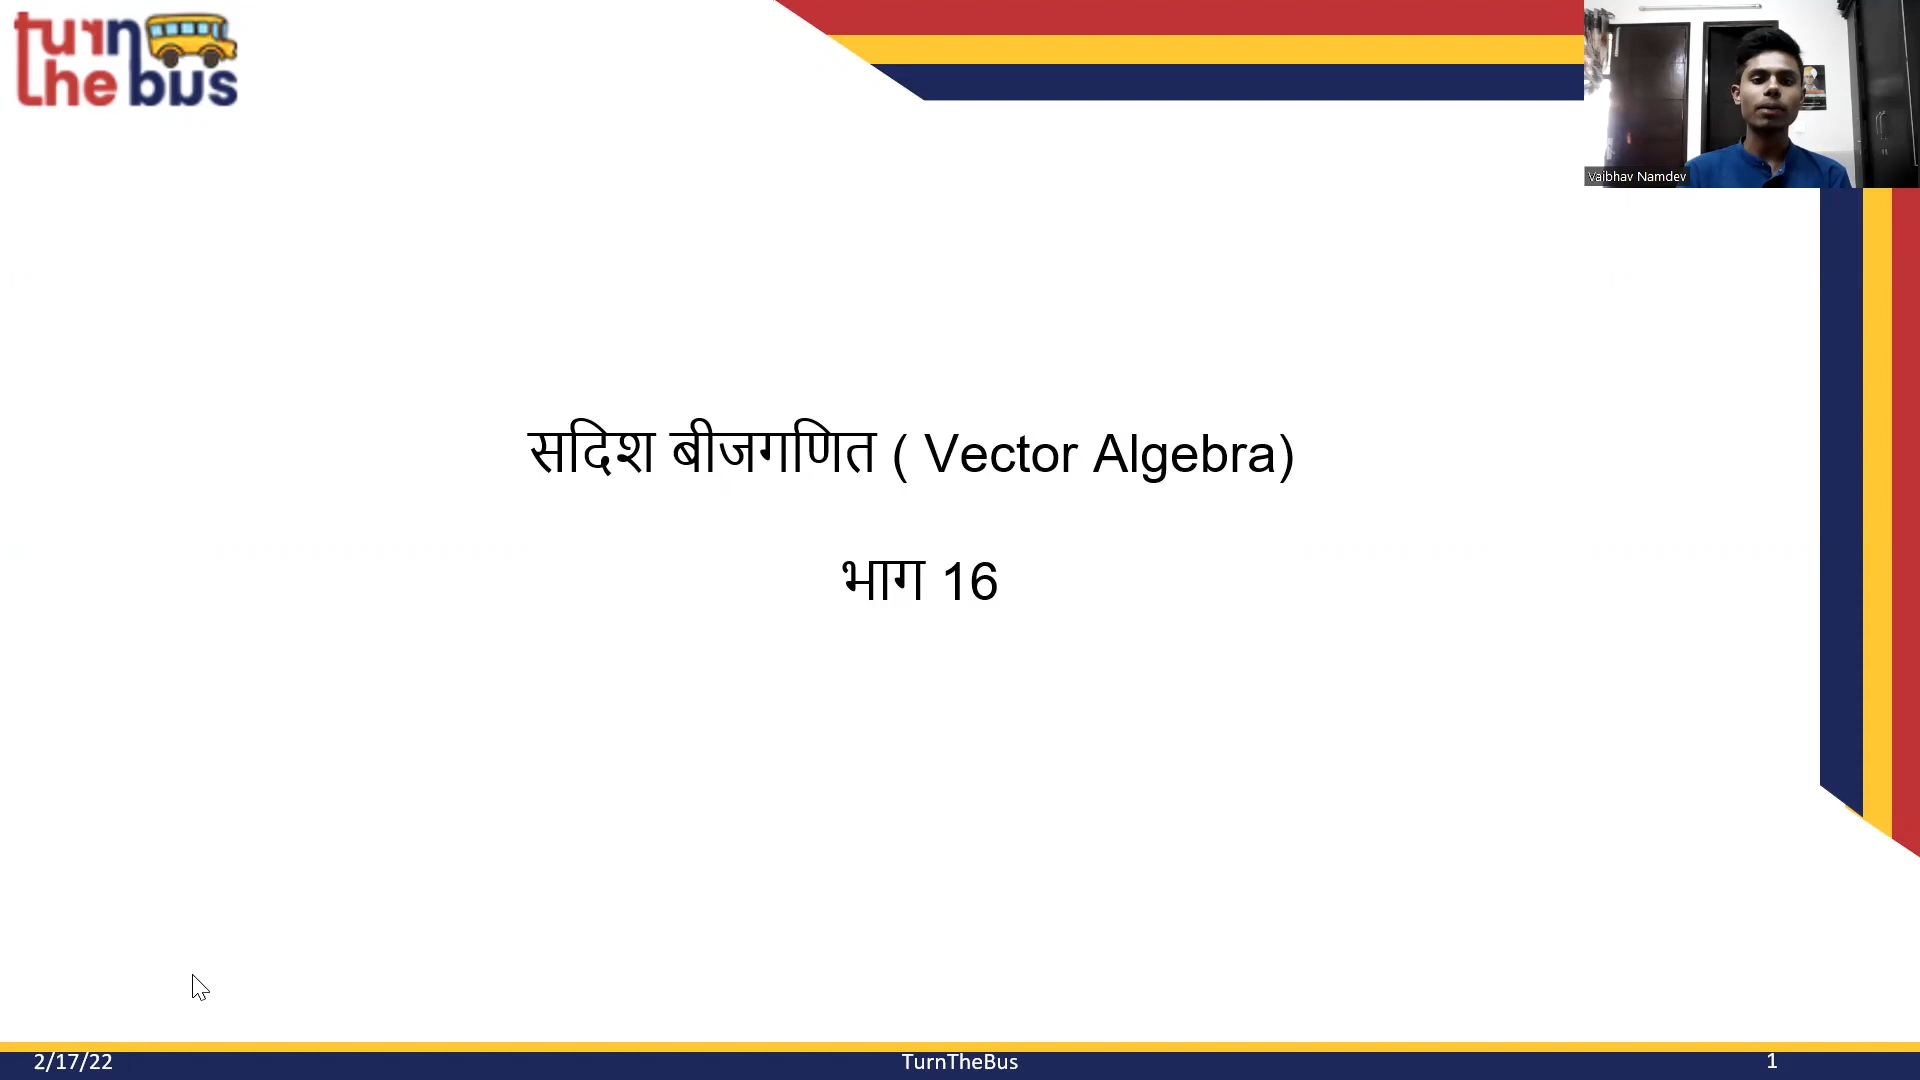 turn
the bus
Vaibhav Namdev
सदिश बीजगणित ( Vector Algebra)
भाग 16
2/17/22
TurnTheBus
1